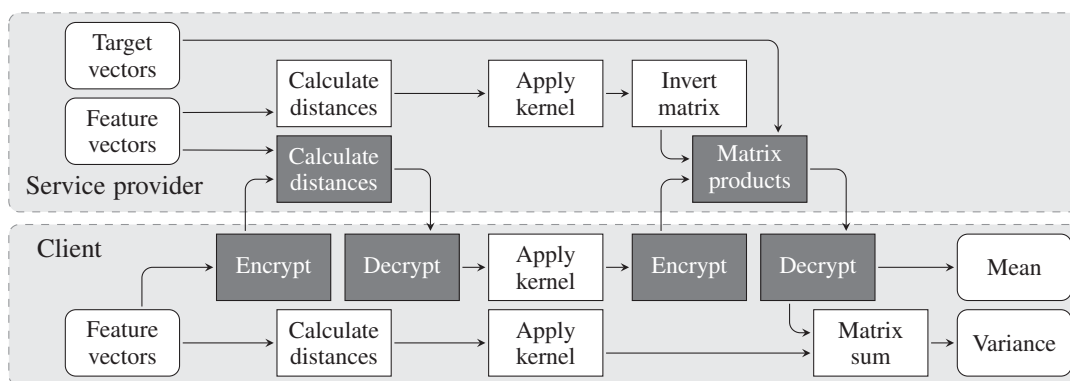 Target
vectors
Calculate
distances
Apply
kernel
Invert
matrix
Feature
vectors
Calculate
distances
Matrix
products
Service provider
Client
Encrypt
Decrypt
Apply
kernel
Encrypt
Decrypt
Mean
Feature
vectors
Calculate
distances
Apply
kernel
Matrix
sum
Variance